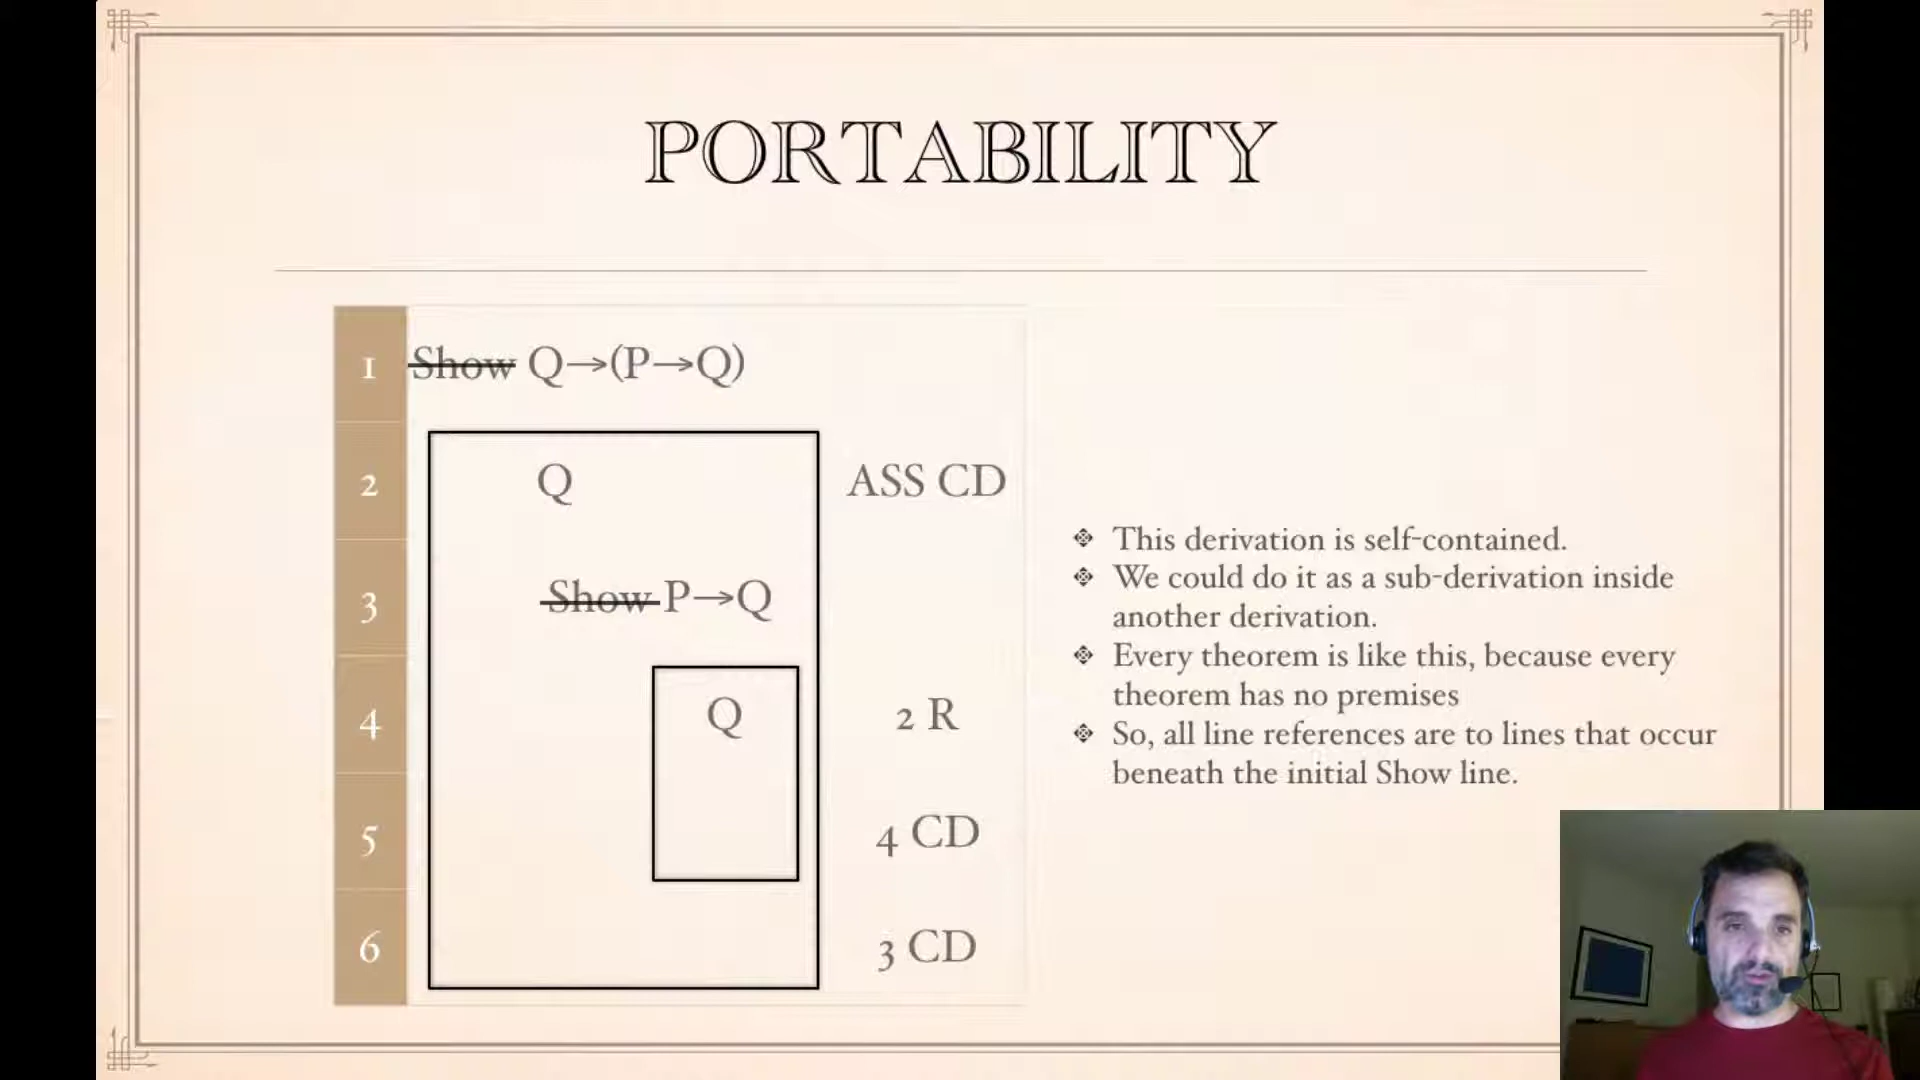 PORTABILITY
1 Show Q→(P→Q)
2 Q ASS CD
3 Show P→Q
4 Q 2 R
5 4 CD
6 3 CD
❖ This derivation is self-contained.
❖ We could do it as a sub-derivation inside
another derivation.
❖ Every theorem is like this, because every
theorem has no premises
❖ So, all line references are to lines that occur
beneath the initial Show line.